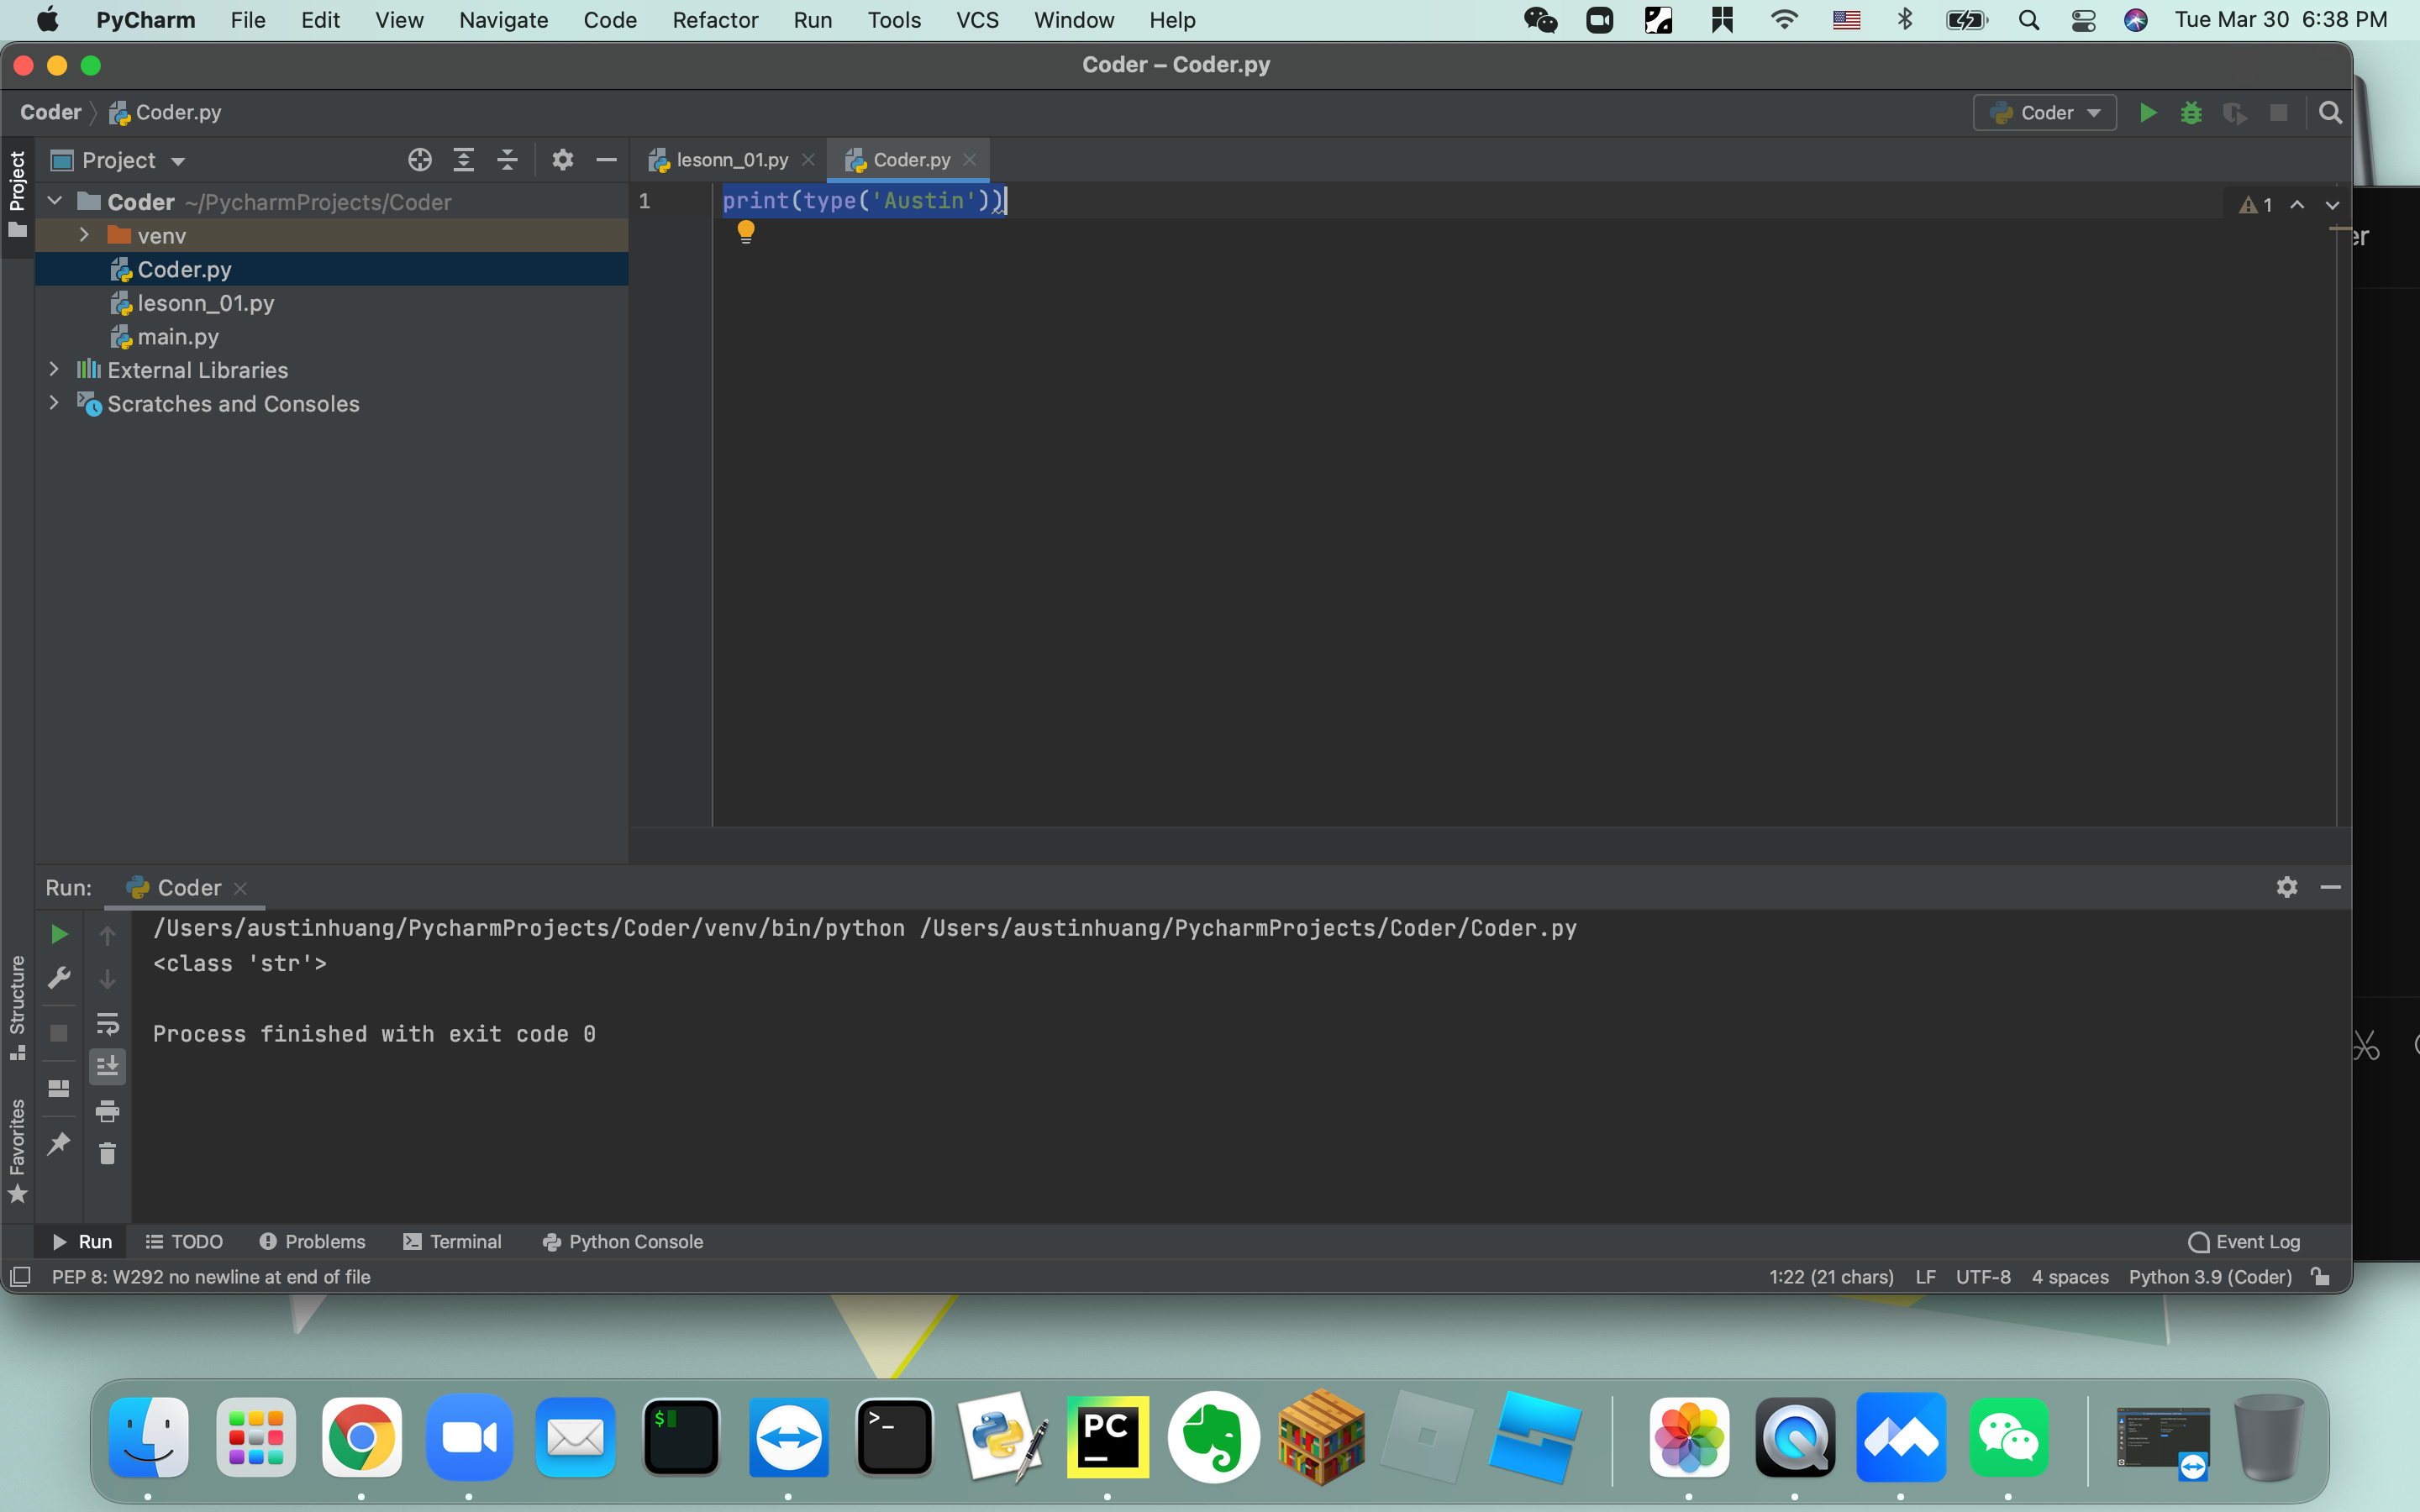 PyCharm File Edit View Navigate Code Refactor Run Tools VCS Window Help Tue Mar 30 6:38 PM
Coder – Coder.py
Coder Coder.py Coder
Project lesonn_01.py Coder.py
Project
Coder ~/PycharmProjects/Coder
venv
Coder.py
lesonn_01.py
main.py
External Libraries
Scratches and Consoles
1 print(type('Austin'))
1
er
Run: Coder
/Users/austinhuang/PycharmProjects/Coder/venv/bin/python /Users/austinhuang/PycharmProjects/Coder/Coder.py
<class 'str'>
Process finished with exit code 0
Structure
Favorites
Run TODO Problems Terminal Python Console Event Log
PEP 8: W292 no newline at end of file 1:22 (21 chars) LF UTF-8 4 spaces Python 3.9 (Coder)
$
>_
PC